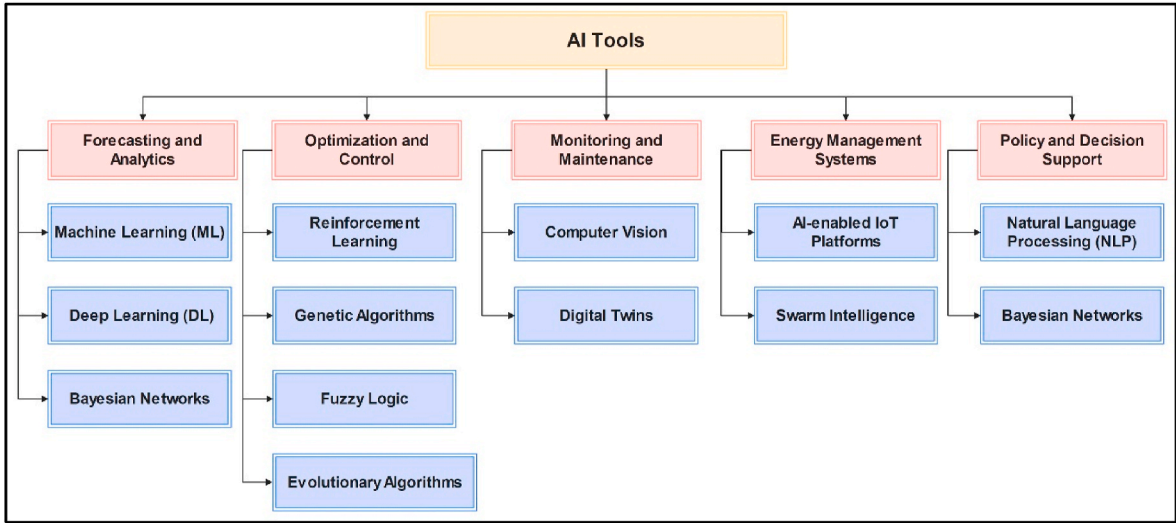 AI Tools
Forecasting and
Analytics
Machine Learning (ML)
Deep Learning (DL)
Bayesian Networks
Optimization and
Control
Reinforcement
Learning
Genetic Algorithms
Fuzzy Logic
Evolutionary Algorithms
Monitoring and
Maintenance
Computer Vision
Digital Twins
Energy Management
Systems
AI-enabled IoT
Platforms
Swarm Intelligence
Policy and Decision
Support
Natural Language
Processing (NLP)
Bayesian Networks